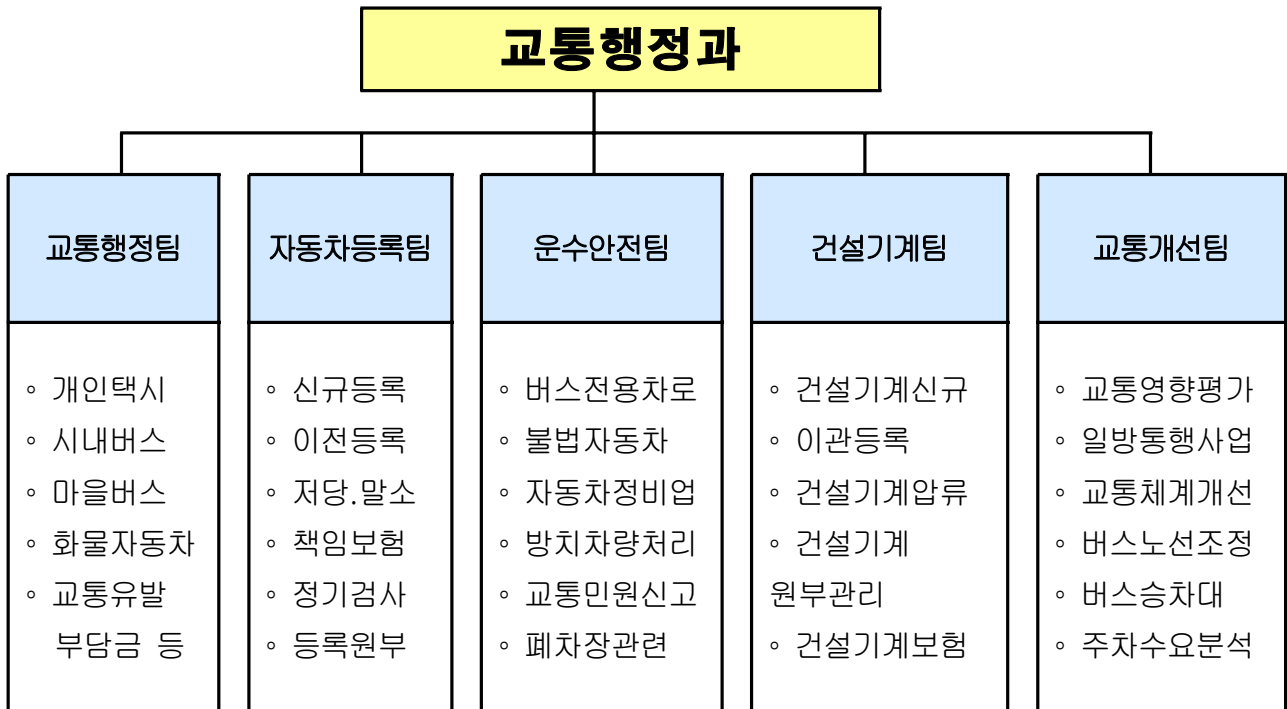 교통행정과
교통행정팀
◦ 개인택시
◦ 시내버스
◦ 마을버스
◦ 화물자동차
◦ 교통유발
부담금 등
자동차등록팀
◦ 신규등록
◦ 이전등록
◦ 저당.말소
◦ 책임보험
◦ 정기검사
◦ 등록원부
운수안전팀
◦ 버스전용차로
◦ 불법자동차
◦ 자동차정비업
◦ 방치차량처리
◦ 교통민원신고
◦ 폐차장관련
건설기계팀
◦ 건설기계신규
◦ 이관등록
◦ 건설기계압류
◦ 건설기계
원부관리
◦ 건설기계보험
교통개선팀
◦ 교통영향평가
◦ 일방통행사업
◦ 교통체계개선
◦ 버스노선조정
◦ 버스승차대
◦ 주차수요분석